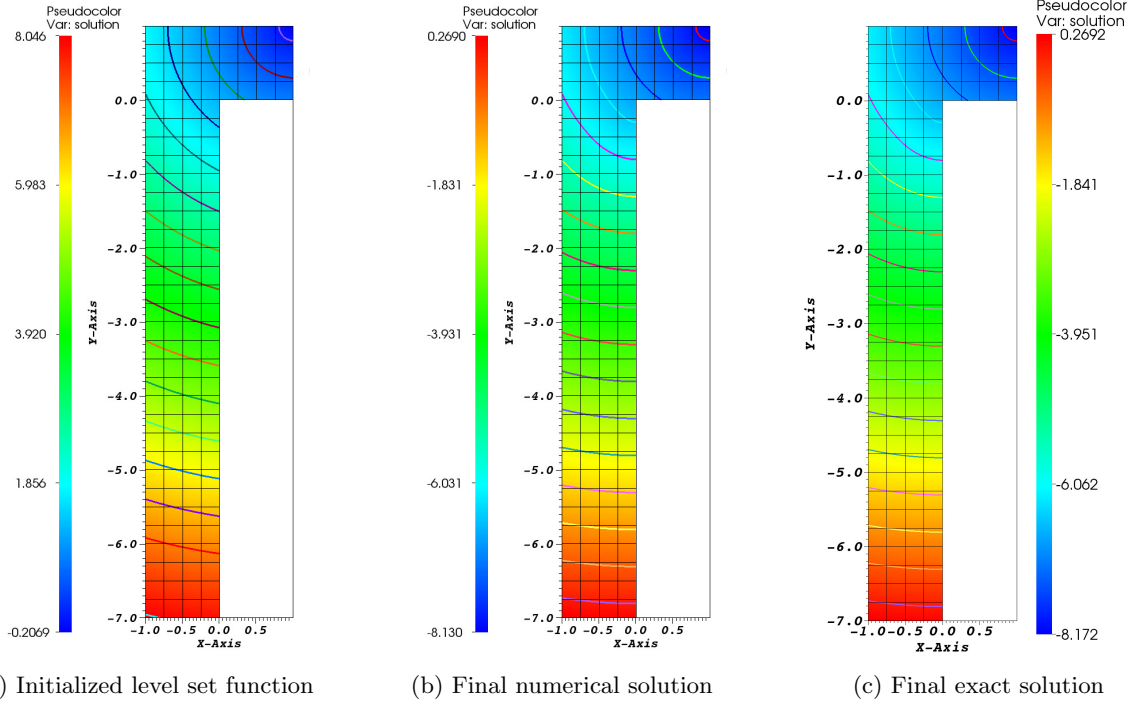 Pseudocolor
Var: solution
8.046
5.983
3.920
1.856
-0.2069
Y-Axis
0.0
-1.0
-2.0
-3.0
-4.0
-5.0
-6.0
-7.0
-1.0 -0.5 0.0 0.5
X-Axis
) Initialized level set function
Pseudocolor
Var: solution
0.2690
-1.831
-3.931
-6.031
-8.130
Y-Axis
0.0
-1.0
-2.0
-3.0
-4.0
-5.0
-6.0
-7.0
-1.0 -0.5 0.0 0.5
X-Axis
(b) Final numerical solution
Pseudocolor
Var: solution
0.2692
-1.841
-3.951
-6.062
-8.172
Y-Axis
0.0
-1.0
-2.0
-3.0
-4.0
-5.0
-6.0
-7.0
-1.0 -0.5 0.0 0.5
X-Axis
(c) Final exact solution